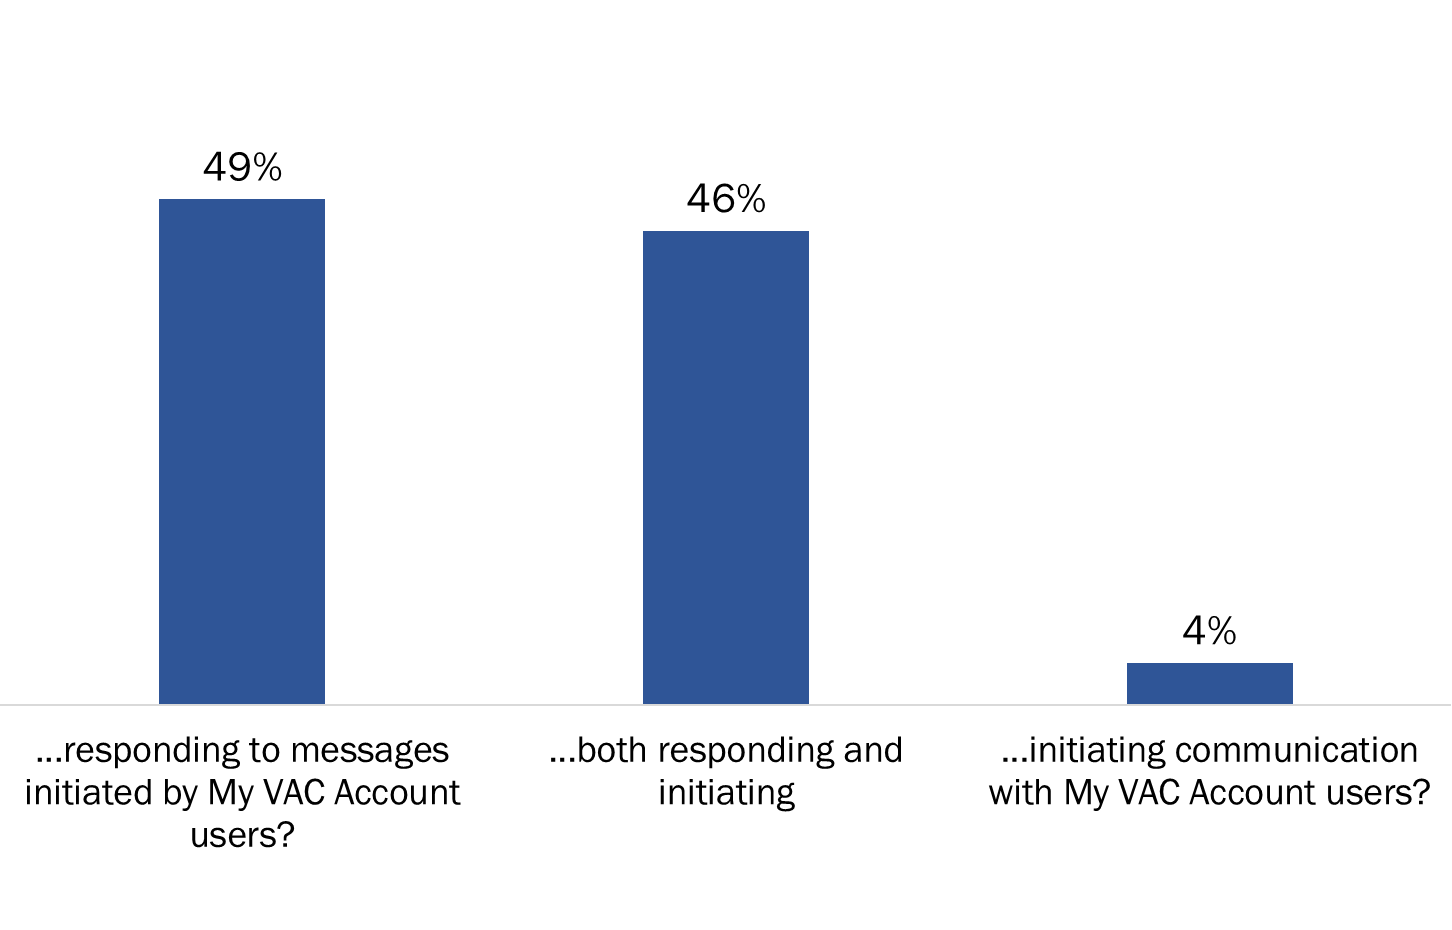 49%
46%
4%
...responding to messages
initiated by My VAC Account
users?
...both responding and
initiating
...initiating communication
with My VAC Account users?